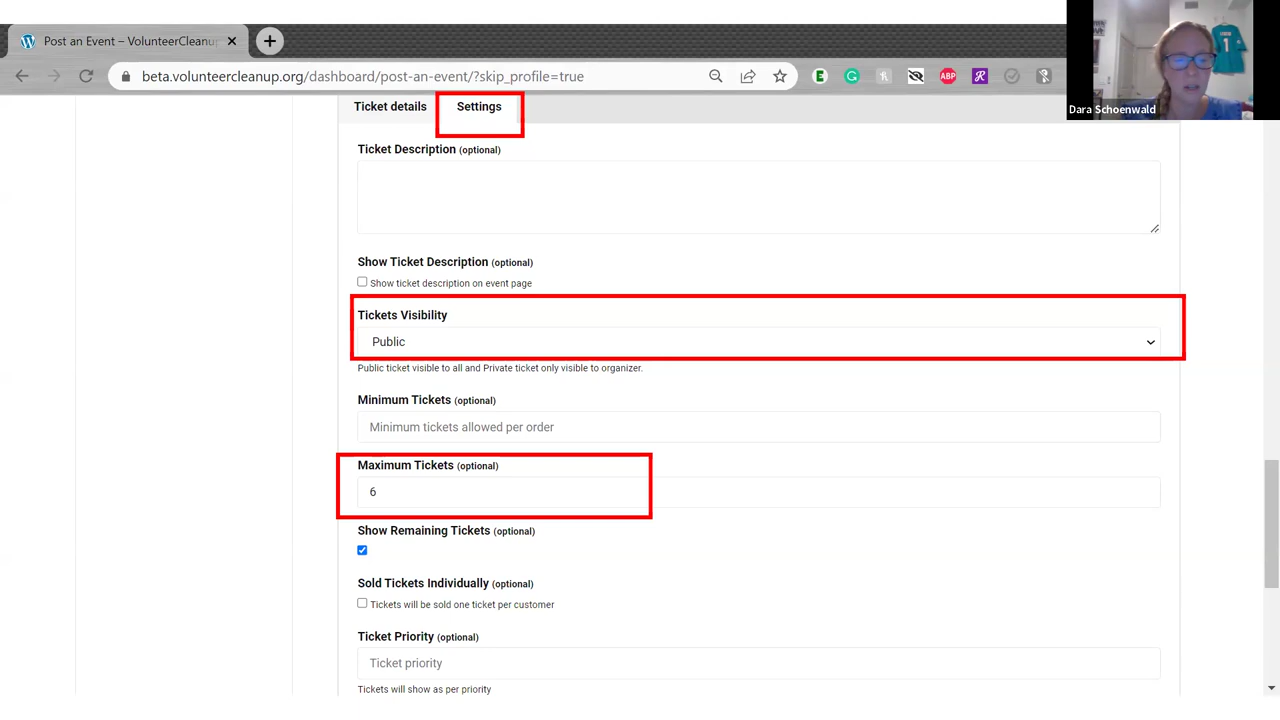 Post an Event – VolunteerCleanu
beta.volunteercleanup.org/dashboard/post-an-event/?skip_profile=true
E
G
ABP
R
1
Dara Schoenwald
Ticket details
Settings
Ticket Description (optional)
Show Ticket Description (optional)
Show ticket description on event page
Tickets Visibility
Public
Public ticket visible to all and Private ticket only visible to organizer.
Minimum Tickets (optional)
Minimum tickets allowed per order
Maximum Tickets (optional)
6
Show Remaining Tickets (optional)
Sold Tickets Individually (optional)
Tickets will be sold one ticket per customer
Ticket Priority (optional)
Ticket priority
Tickets will show as per priority